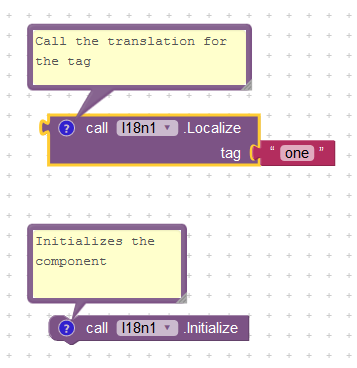 Call the translation for
the tag
? call I18n1 ▾ .Localize
tag “ one ”
Initializes the
component
? call I18n1 ▾ .Initialize